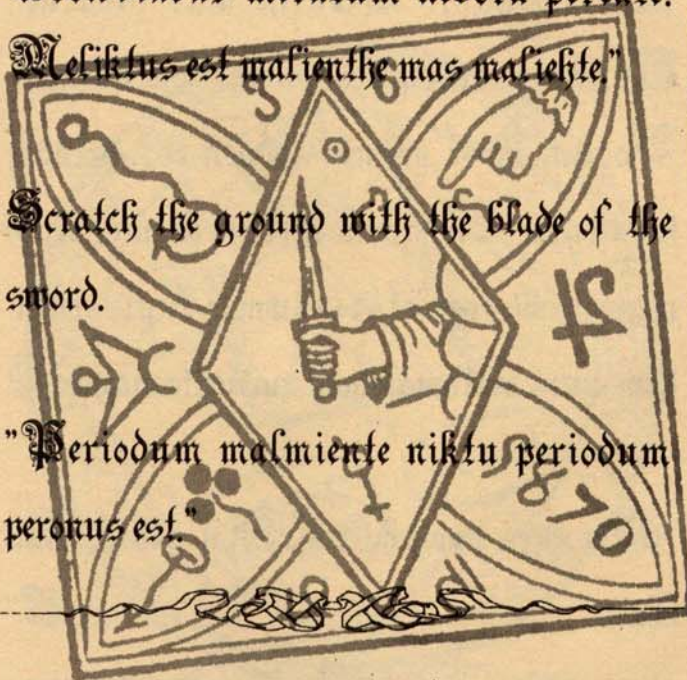 Meliktus est malienthe mas maliehte."
Scratch the ground with the blade of the
sword.
"Periodum malmiente niktu periodum
peronus est."